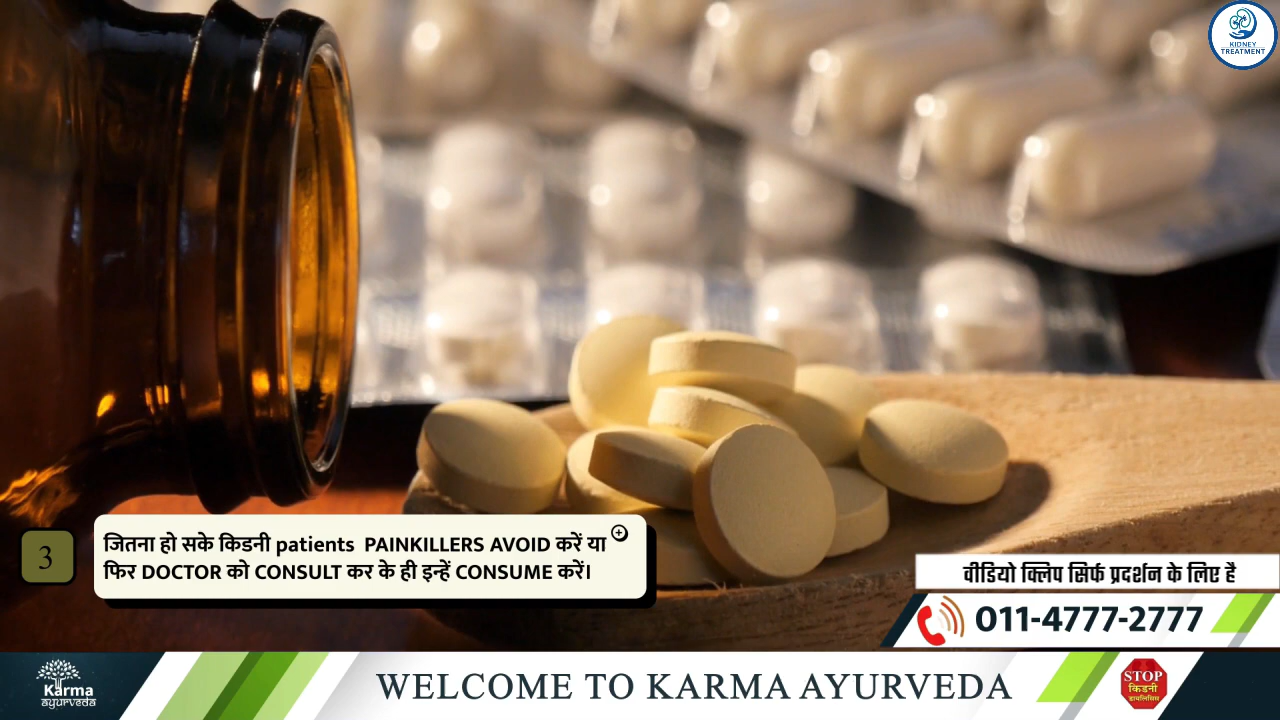 KIDNEY
TREATMENT
3
जितना हो सके किडनी patients PAINKILLERS AVOID करें या
फिर DOCTOR को CONSULT कर के ही इन्हें CONSUME करें।
वीडियो क्लिप सिर्फ प्रदर्शन के लिए है
011-4777-2777
Karma
ayurveda
WELCOME TO KARMA AYURVEDA
STOP
किडनी
डायलिसिस